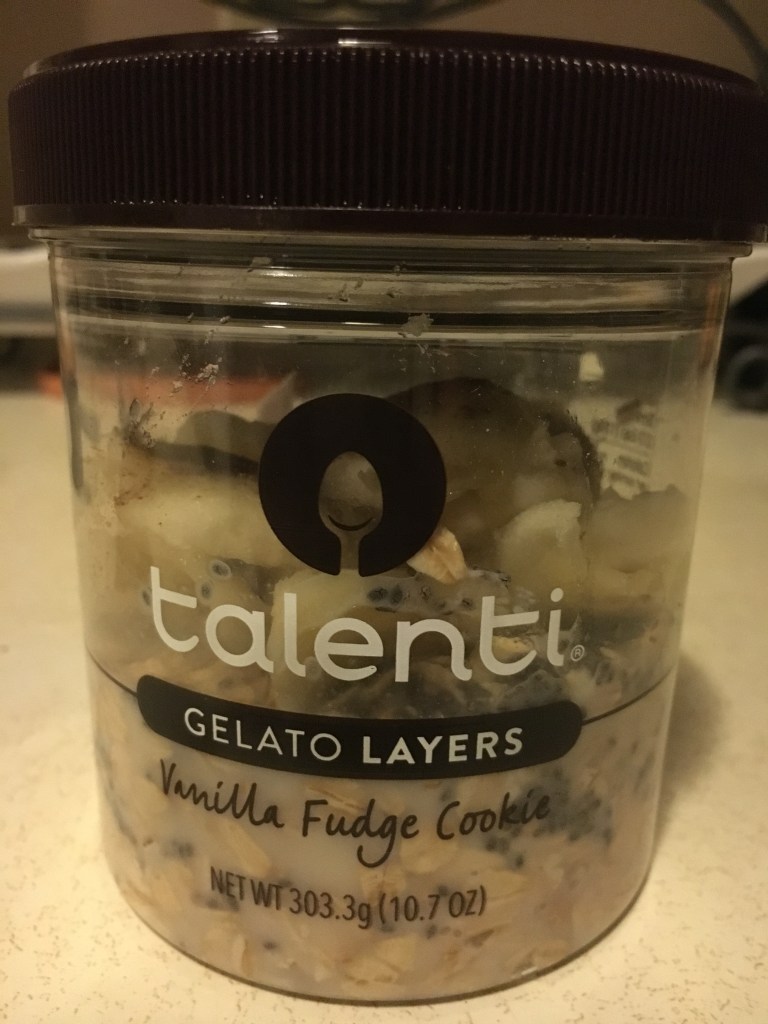 talenti®
GELATO LAYERS
Vanilla Fudge Cookie
NET WT 303.3g (10.7 OZ)